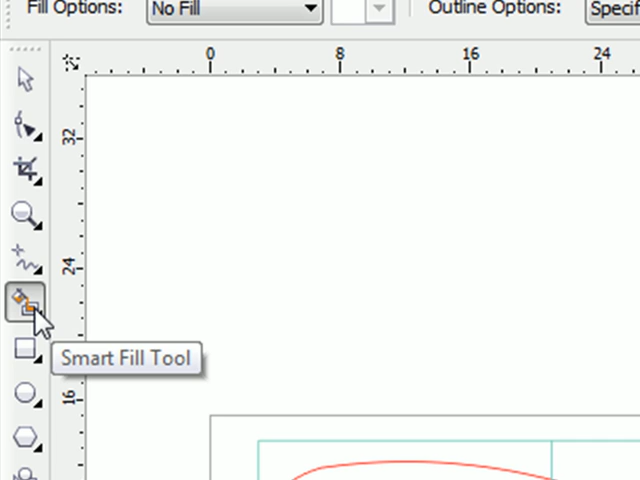 Fill Options: No Fill Outline Options: Specif
0 8 16 24
32
24
Smart Fill Tool
16